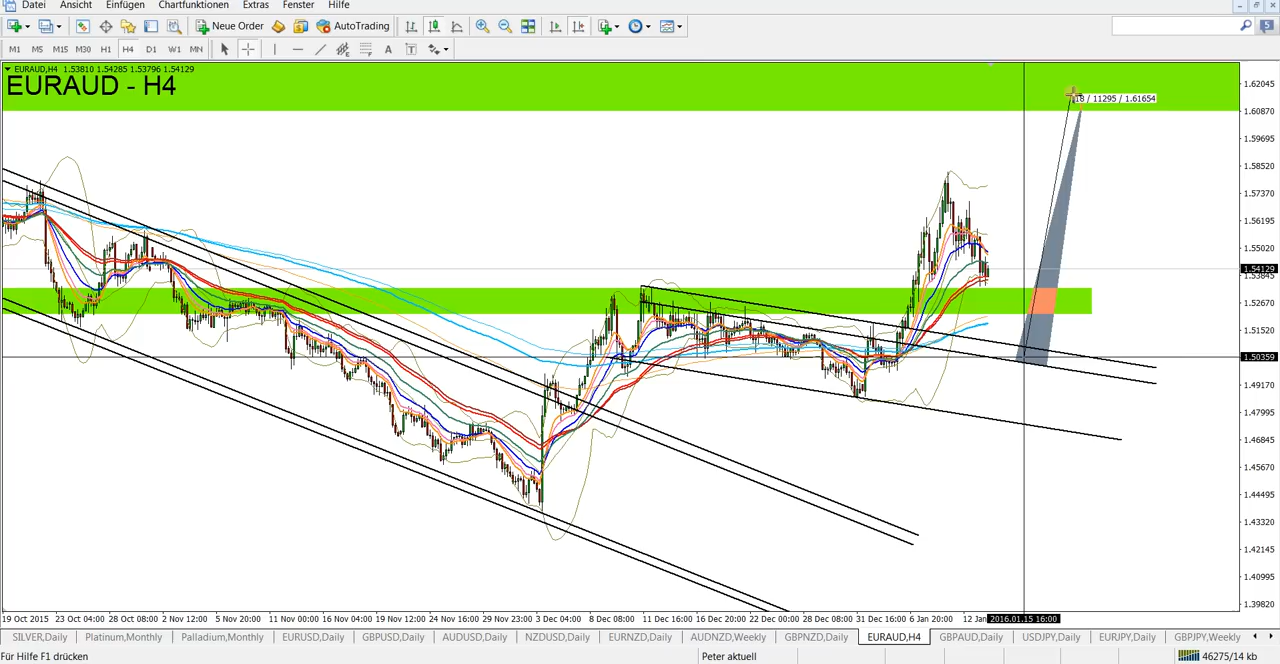 Datei Ansicht Einfügen Chartfunktionen Extras Fenster Hilfe
Neue Order AutoTrading 5
M1 M5 M15 M30 H1 H4 D1 W1 MN A T
EURAUD,H4 1.53810 1.54285 1.53796 1.54129
EURAUD - H4
18 / 11295 / 1.61654
1.62045
1.60870
1.59695
1.58520
1.57370
1.56195
1.55020
1.54129
1.53845
1.52670
1.51520
1.50359
1.49170
1.47995
1.46845
1.45670
1.44495
1.43320
1.42145
1.40995
1.39820
19 Oct 2015 23 Oct 04:00 28 Oct 08:00 2 Nov 12:00 5 Nov 20:00 11 Nov 00:00 16 Nov 04:00 19 Nov 12:00 24 Nov 16:00 29 Nov 23:00 3 Dec 04:00 8 Dec 08:00 11 Dec 16:00 16 Dec 20:00 22 Dec 00:00 28 Dec 08:00 31 Dec 16:00 6 Jan 20:00 12 Jan 2016.01.15 16:00
SILVER,Daily Platinum,Monthly Palladium,Monthly EURUSD,Daily GBPUSD,Daily AUDUSD,Daily NZDUSD,Daily EURNZD,Daily AUDNZD,Weekly GBPNZD,Daily EURAUD,H4 GBPAUD,Daily USDJPY,Daily EURJPY,Daily GBPJPY,Weekly
Für Hilfe F1 drücken Peter aktuell 46275/14 kb